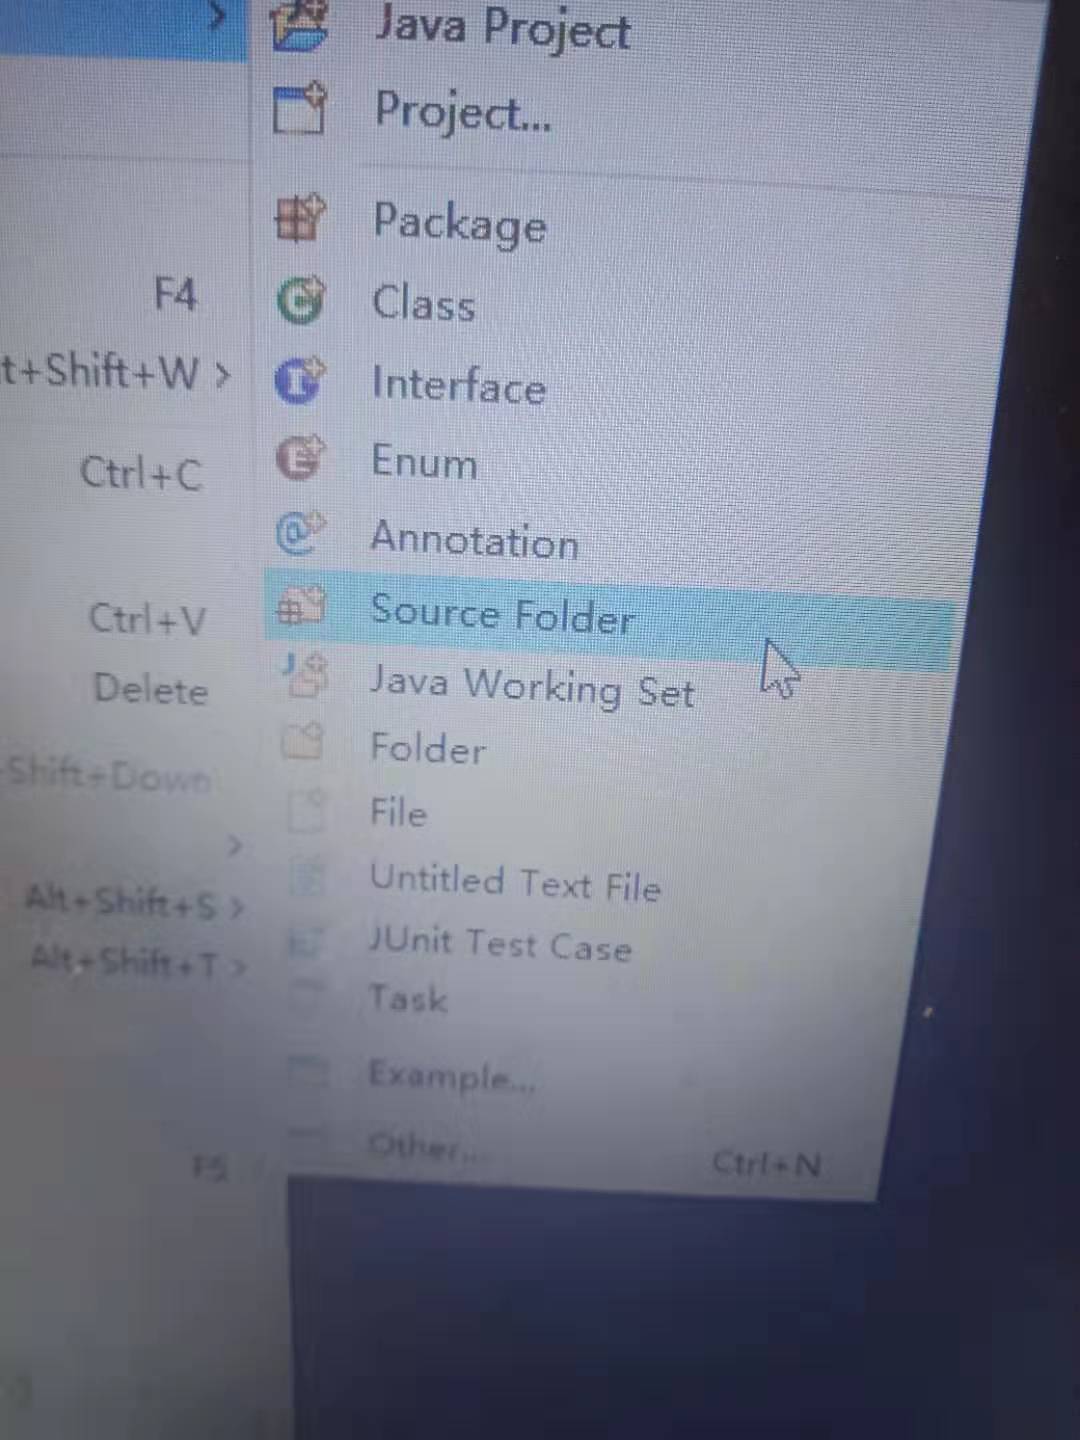 Java Project
Project...
Package
Class
F4
Interface
t+Shift+W >
Enum
Ctrl+C
Annotation
Source Folder
Ctrl+V
Java Working Set
Delete
Folder
Shift+Down
File
Untitled Text File
Alt+Shift+S >
JUnit Test Case
Alt+Shift+T >
Task
Example...
Other...
Ctrl+N
F5